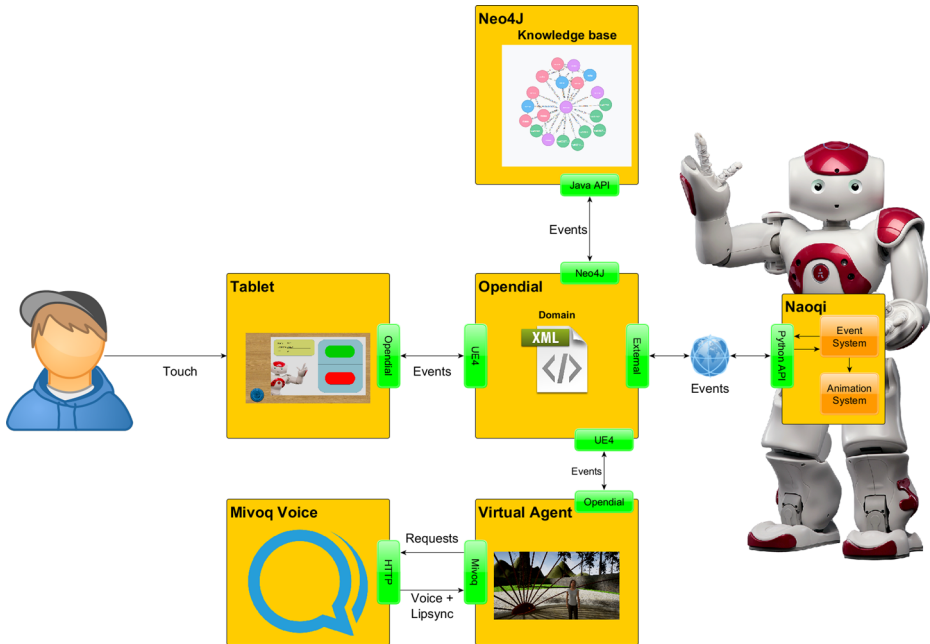 Neo4J
Knowledge base
Java API
Events
Neo4J
Tablet
Opendial
Touch
Events
UE4
Opendial
Domain
XML
External
Events
Naoqi
Python API
Event
System
Animation
System
UE4
Events
Opendial
Mivoq Voice
HTTP
Requests
Voice +
Lipsync
Virtual Agent
Mivoq